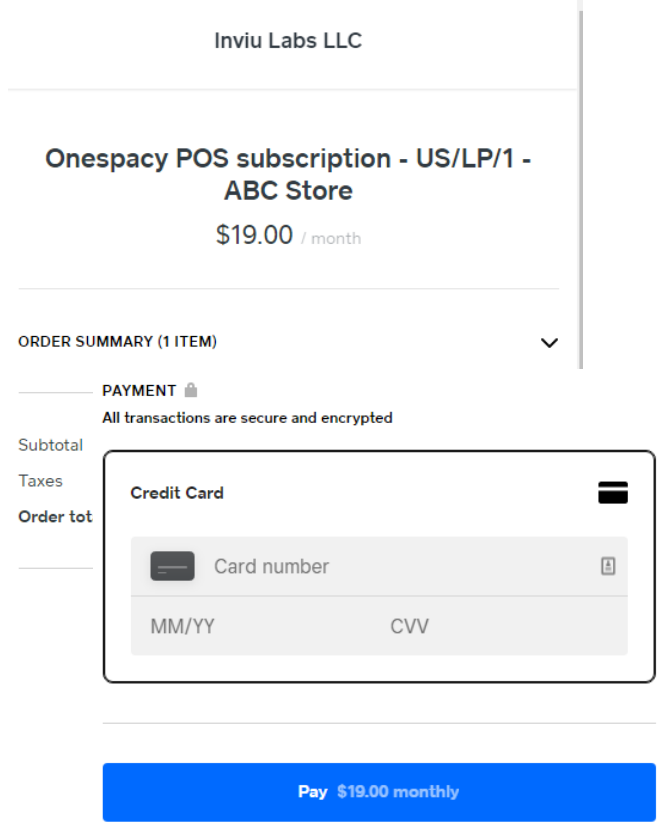 Inviu Labs LLC
Onespacy POS subscription - US/LP/1 -
ABC Store
$19.00 / month
ORDER SUMMARY (1 ITEM)
PAYMENT
All transactions are secure and encrypted
Subtotal
Taxes
Order tot
Credit Card
Card number
MM/YY CVV
Pay $19.00 monthly